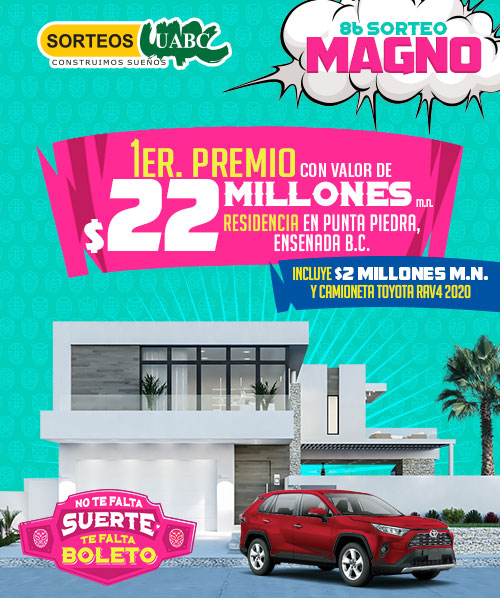 SORTEOS UABC
CONSTRUIMOS SUEÑOS
86 SORTEO
MAGNO
1ER. PREMIO CON VALOR DE
$22 MILLONES M.N.
RESIDENCIA EN PUNTA PIEDRA,
ENSENADA B.C.
INCLUYE $2 MILLONES M.N.
Y CAMIONETA TOYOTA RAV4 2020
NO TE FALTA
SUERTE,
TE FALTA
BOLETO